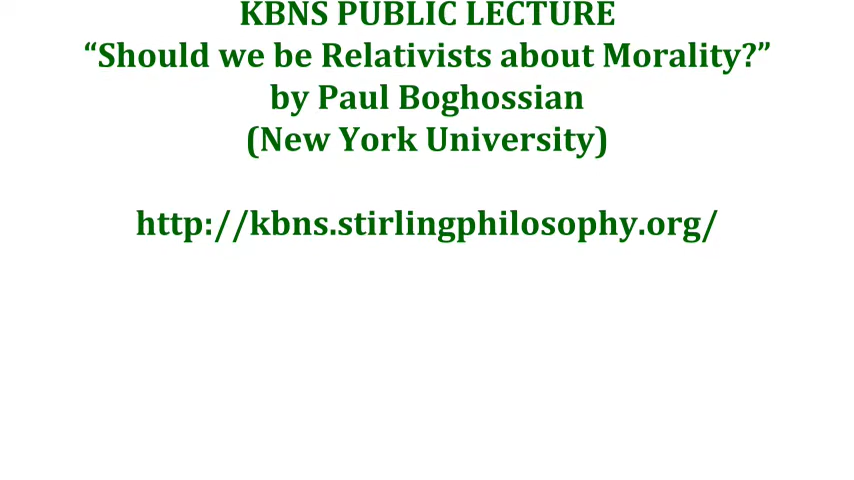 KBNS PUBLIC LECTURE
“Should we be Relativists about Morality?”
by Paul Boghossian
(New York University)
http://kbns.stirlingphilosophy.org/